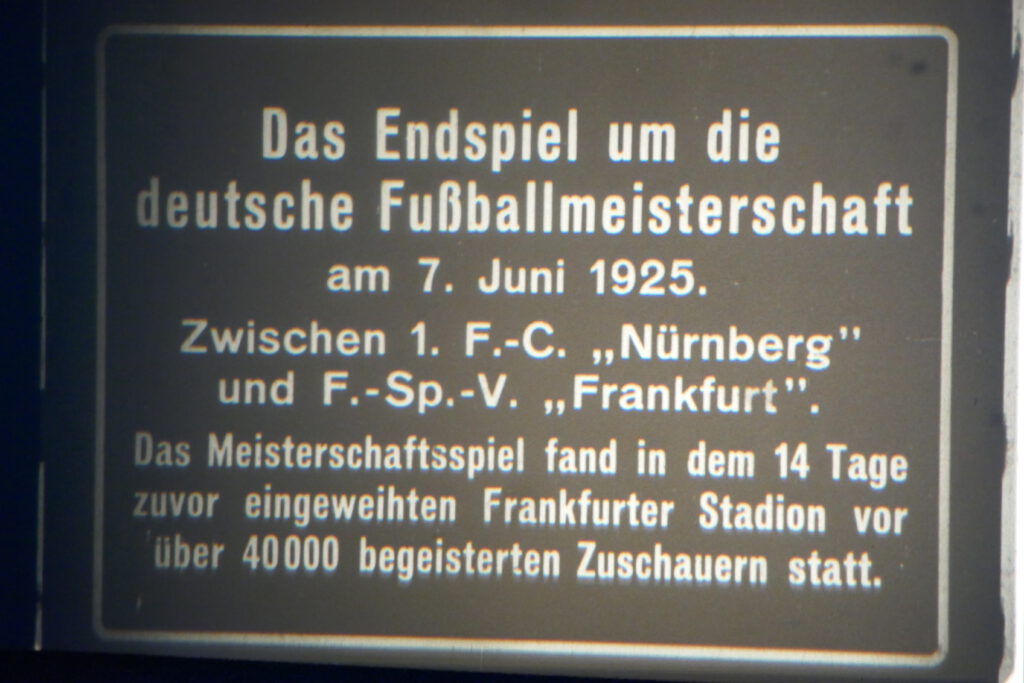 Das Endspiel um die
deutsche Fußballmeisterschaft
am 7. Juni 1925.
Zwischen 1. F.-C. „Nürnberg”
und F.-Sp.-V. „Frankfurt”.
Das Meisterschaftsspiel fand in dem 14 Tage
zuvor eingeweihten Frankfurter Stadion vor
über 40000 begeisterten Zuschauern statt.